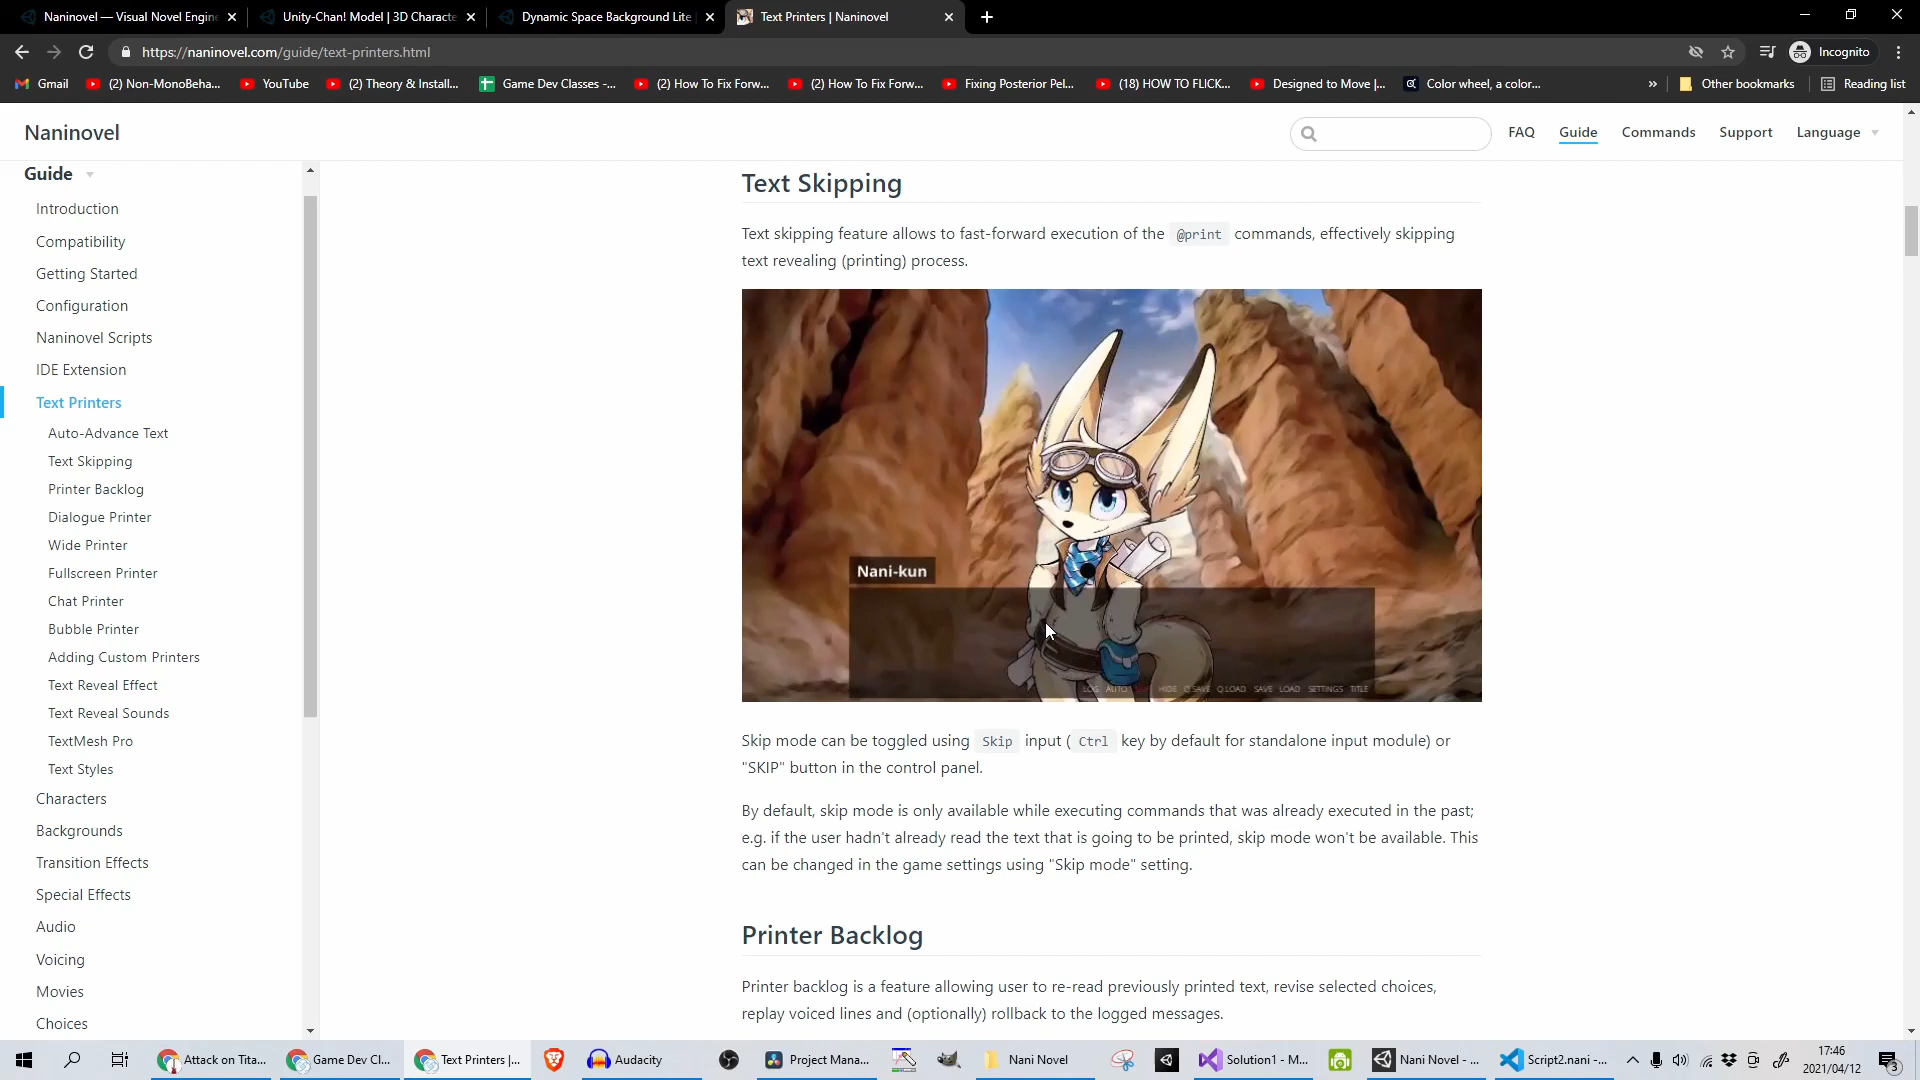 Naninovel — Visual Novel Engin
Unity-Chan! Model | 3D Characte
Dynamic Space Background Lite
Text Printers | Naninovel
https://naninovel.com/guide/text-printers.html
Incognito
Gmail
(2) Non-MonoBeha...
YouTube
(2) Theory & Install...
Game Dev Classes -...
(2) How To Fix Forw...
(2) How To Fix Forw...
Fixing Posterior Pel...
(18) HOW TO FLICK...
Designed to Move |...
Color wheel, a color...
»
Other bookmarks
Reading list
Naninovel
FAQ
Guide
Commands
Support
Language
Guide
Introduction
Compatibility
Getting Started
Configuration
Naninovel Scripts
IDE Extension
Text Printers
Auto-Advance Text
Text Skipping
Printer Backlog
Dialogue Printer
Wide Printer
Fullscreen Printer
Chat Printer
Bubble Printer
Adding Custom Printers
Text Reveal Effect
Text Reveal Sounds
TextMesh Pro
Text Styles
Characters
Backgrounds
Transition Effects
Special Effects
Audio
Voicing
Movies
Choices
Text Skipping
Text skipping feature allows to fast-forward execution of the @print commands, effectively skipping
text revealing (printing) process.
Nani-kun
LOG AUTO HIDE Q.SAVE Q.LOAD SAVE LOAD SETTINGS TITLE
Skip mode can be toggled using Skip input ( Ctrl key by default for standalone input module) or
"SKIP" button in the control panel.
By default, skip mode is only available while executing commands that was already executed in the past;
e.g. if the user hadn't already read the text that is going to be printed, skip mode won't be available. This
can be changed in the game settings using "Skip mode" setting.
Printer Backlog
Printer backlog is a feature allowing user to re-read previously printed text, revise selected choices,
replay voiced lines and (optionally) rollback to the logged messages.
Attack on Tita...
Game Dev Cl...
Text Printers |...
Audacity
Project Mana...
Nani Novel
Solution1 - M...
Nani Novel - ...
Script2.nani -...
17:46
2021/04/12
3